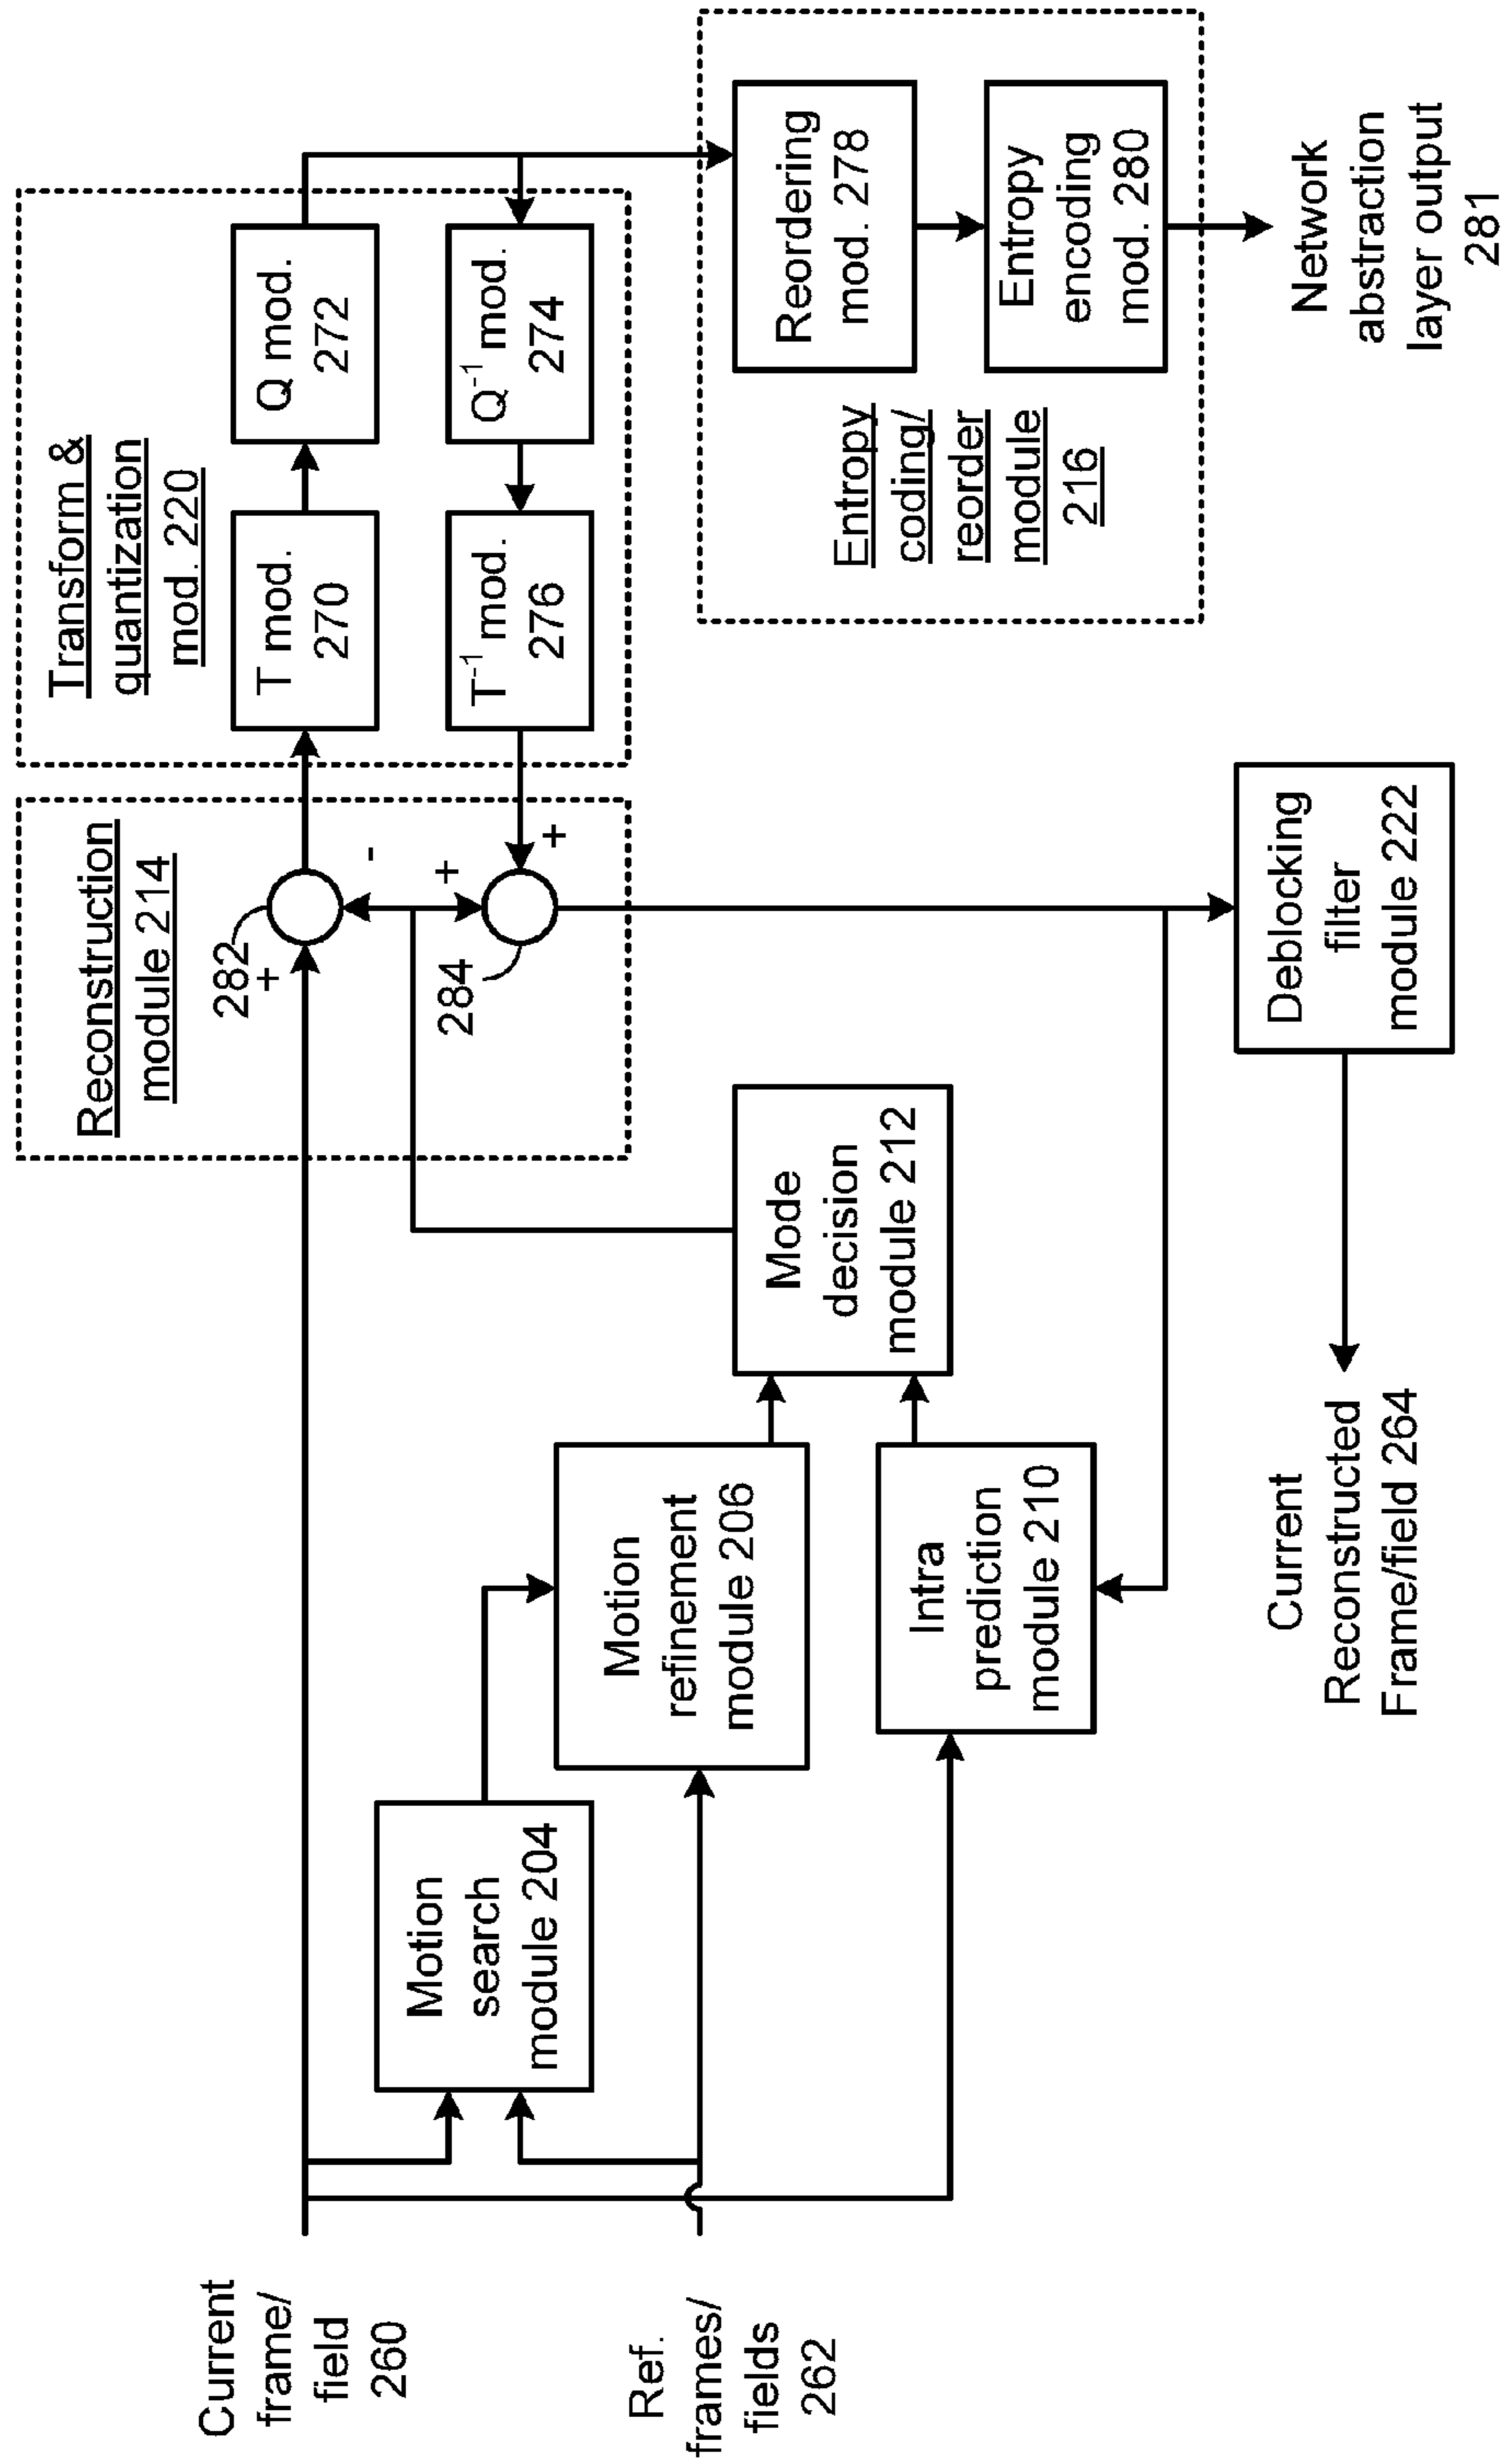 Current
frame/
field
260
Ref.
frames/
fields
262
Motion
search
module 204
Motion
refinement
module 206
Intra
prediction
module 210
Mode
decision
module 212
Reconstruction
module 214
282
+
-
284
+
+
Transform &
quantization
mod. 220
T mod.
270
Q mod.
272
T-1 mod.
276
Q-1 mod.
274
Entropy
coding/
reorder
module
216
Reordering
mod. 278
Entropy
encoding
mod. 280
Network
abstraction
layer output
281
Deblocking
filter
module 222
Current
Reconstructed
Frame/field 264